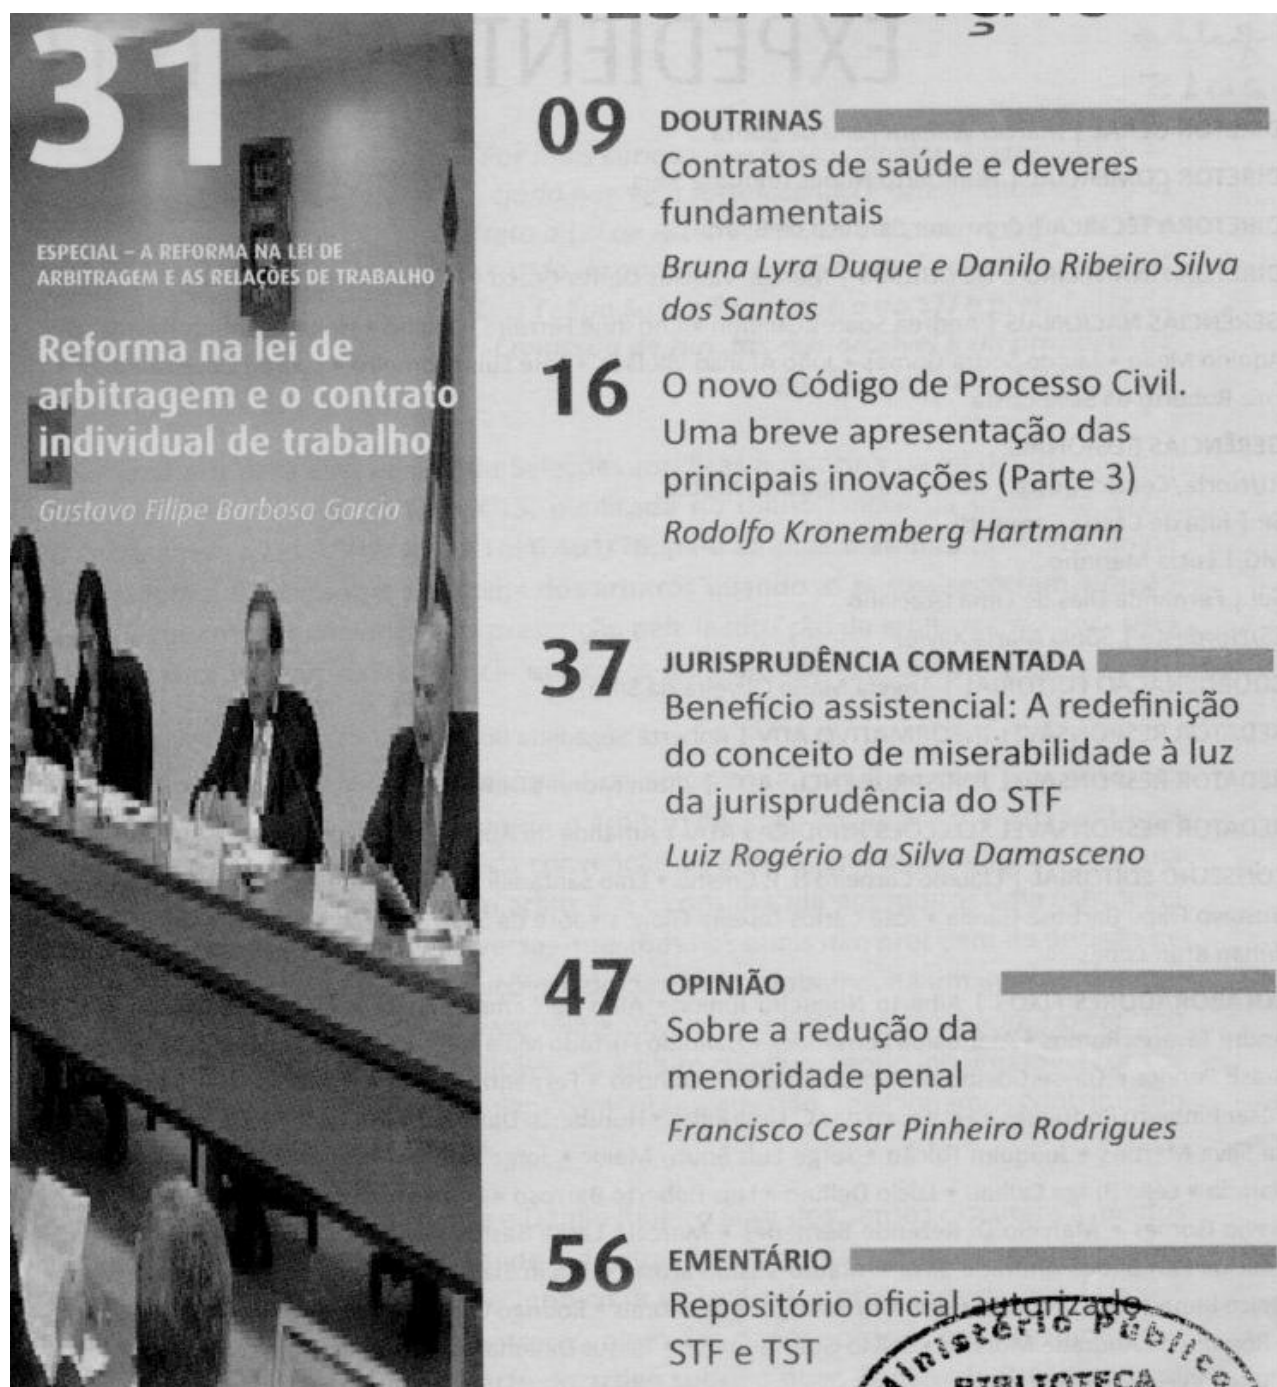 31
ESPECIAL – A REFORMA NA LEI DE
ARBITRAGEM E AS RELAÇÕES DE TRABALHO
Reforma na lei de
arbitragem e o contrato
individual de trabalho
Gustavo Filipe Barbosa Garcia
09 DOUTRINAS
Contratos de saúde e deveres
fundamentais
Bruna Lyra Duque e Danilo Ribeiro Silva
dos Santos
16 O novo Código de Processo Civil.
Uma breve apresentação das
principais inovações (Parte 3)
Rodolfo Kronemberg Hartmann
37 JURISPRUDÊNCIA COMENTADA
Benefício assistencial: A redefinição
do conceito de miserabilidade à luz
da jurisprudência do STF
Luiz Rogério da Silva Damasceno
47 OPINIÃO
Sobre a redução da
menoridade penal
Francisco Cesar Pinheiro Rodrigues
56 EMENTÁRIO
Repositório oficial autorizado
STF e TST
Ministério Público
BIBLIOTECA